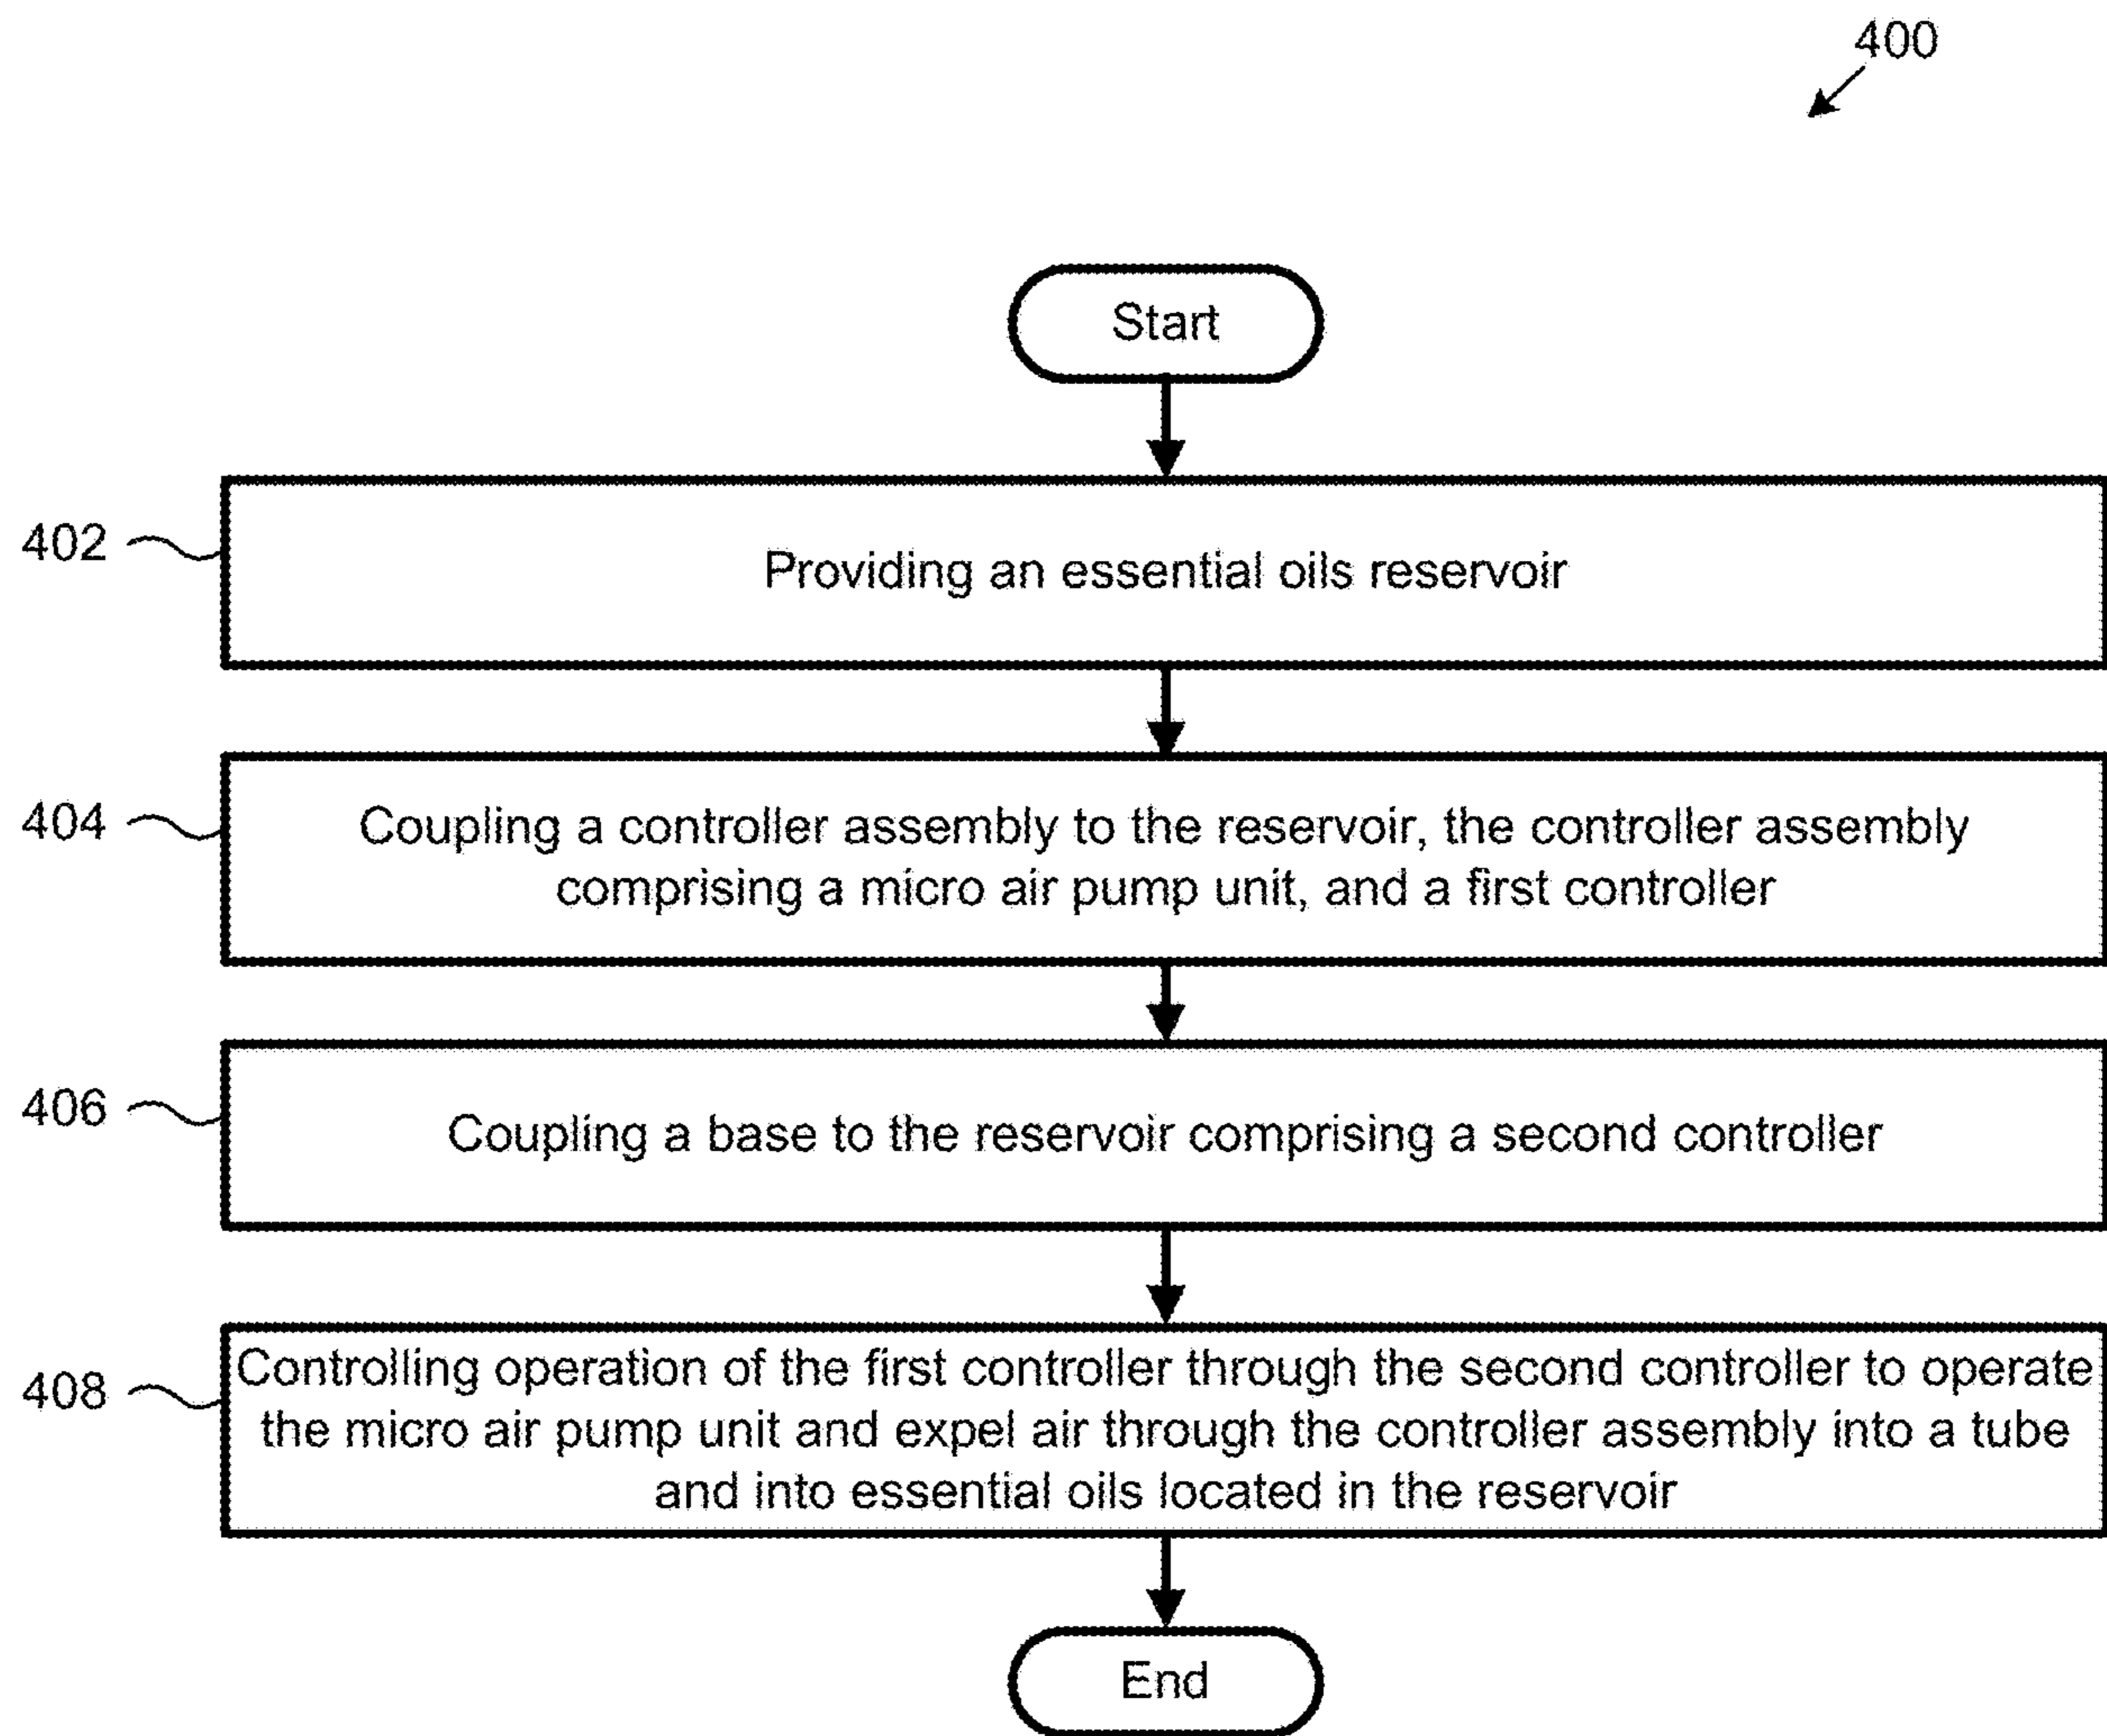 400
Start
402
Providing an essential oils reservoir
404
Coupling a controller assembly to the reservoir, the controller assembly
comprising a micro air pump unit, and a first controller
406
Coupling a base to the reservoir comprising a second controller
408
Controlling operation of the first controller through the second controller to operate
the micro air pump unit and expel air through the controller assembly into a tube
and into essential oils located in the reservoir
End